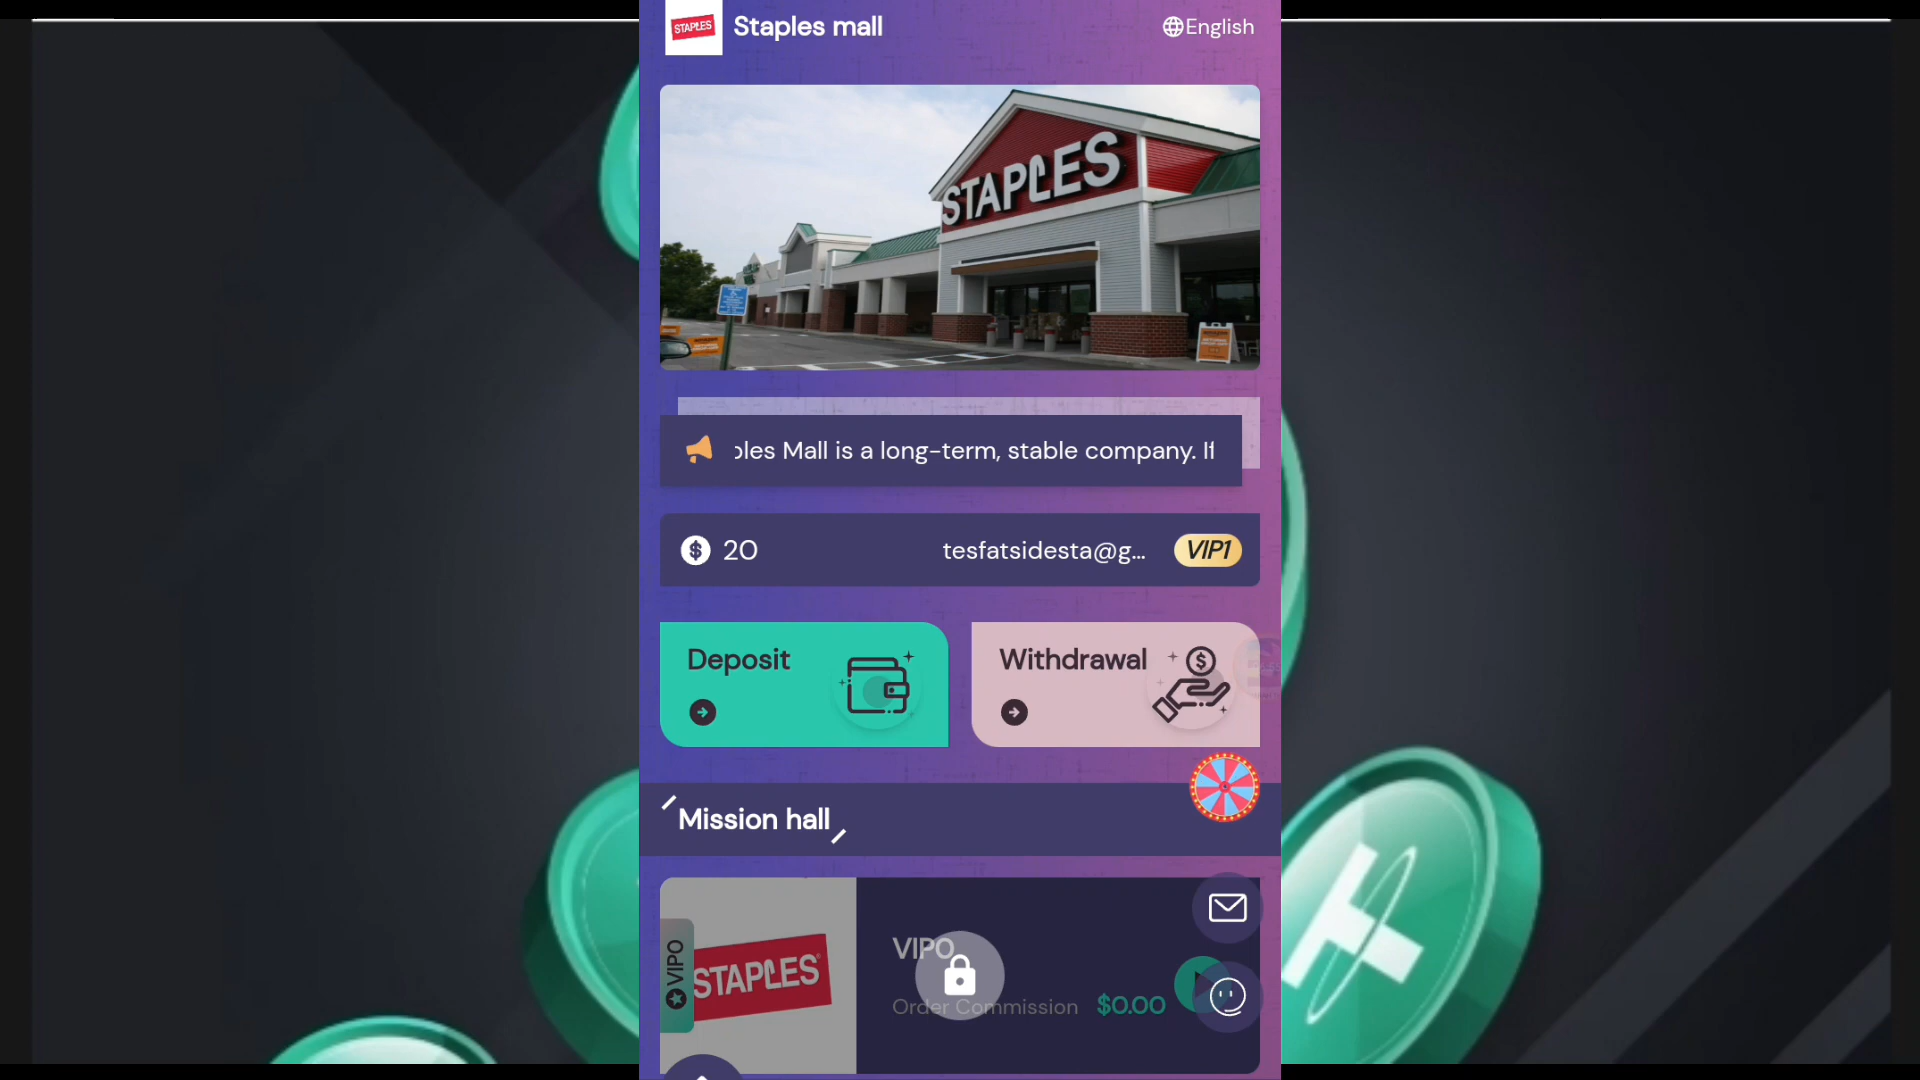 STAPLES
Staples mall
English
STAPLES
ples Mall is a long-term, stable company. If
20
tesfatsidesta@g...
VIP1
Deposit
Withdrawal
Mission hall
VIP0
STAPLES
VIP0
Order Commission $0.00